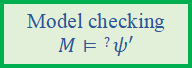 Model checking
M ⊨ ?ψ′